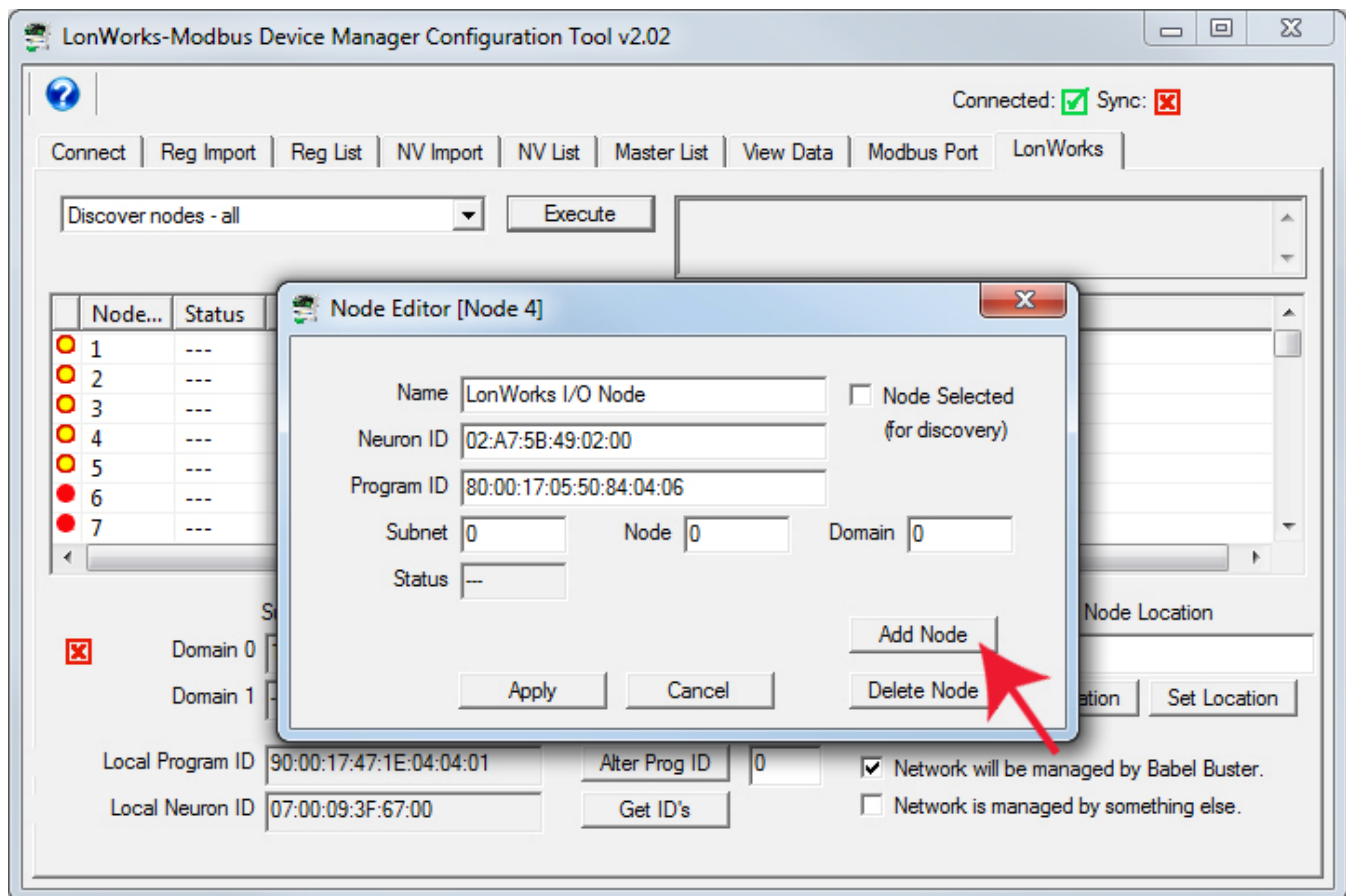 LonWorks-Modbus Device Manager Configuration Tool v2.02
Connected: Sync:
Connect Reg Import Reg List NV Import NV List Master List View Data Modbus Port LonWorks
Discover nodes - all Execute
Node... Status
1 ---
2 ---
3 ---
4 ---
5 ---
6 ---
7 ---
Node Editor [Node 4]
Name LonWorks I/O Node Node Selected
(for discovery)
Neuron ID 02:A7:5B:49:02:00
Program ID 80:00:17:05:50:84:04:06
Subnet 0 Node 0 Domain 0
Status ---
Add Node
Apply Cancel Delete Node
Node Location
Domain 0
Domain 1 Set Location
Local Program ID 90:00:17:47:1E:04:04:01 Alter Prog ID 0 Network will be managed by Babel Buster.
Local Neuron ID 07:00:09:3F:67:00 Get ID's Network is managed by something else.